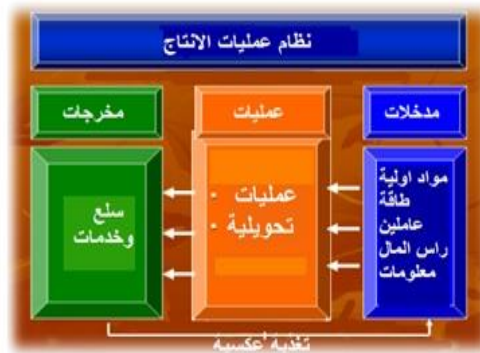 نظام عمليات الانتاج
مدخلات
عمليات
مخرجات
مواد اولية
طاقة
عاملين
راس المال
معلومات
عمليات
تحويلية
سلع
وخدمات
تغذية عكسية